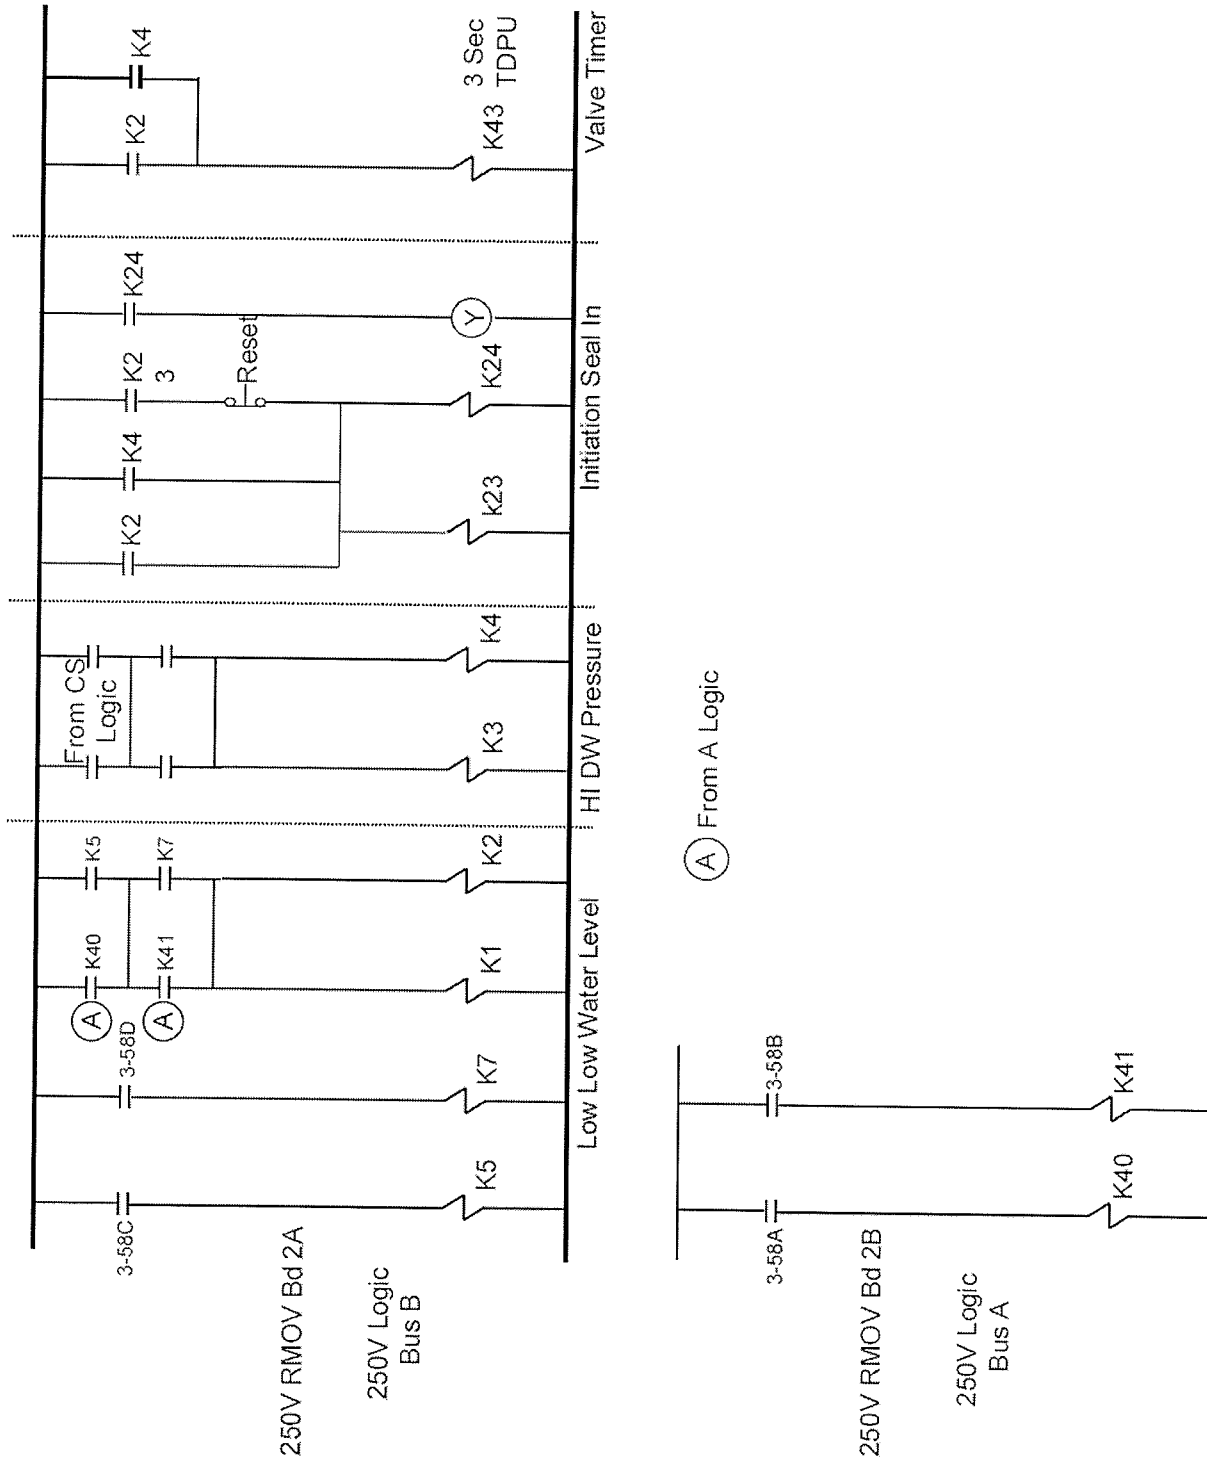 3-58C
K5
3-58D
K7
A
K40
A
K41
K1
K5
K7
K2
Low Low Water Level
From CS
Logic
K3
K4
HI DW Pressure
K2
K4
K2
3
Reset
K24
k23
K24
Y
Initiation Seal In
K2
K4
K43
3 Sec
TDPU
Valve Timer
250V RMOV Bd 2A
250V Logic
Bus B
A From A Logic
3-58A
3-58B
K40
K41
250V RMOV Bd 2B
250V Logic
Bus A